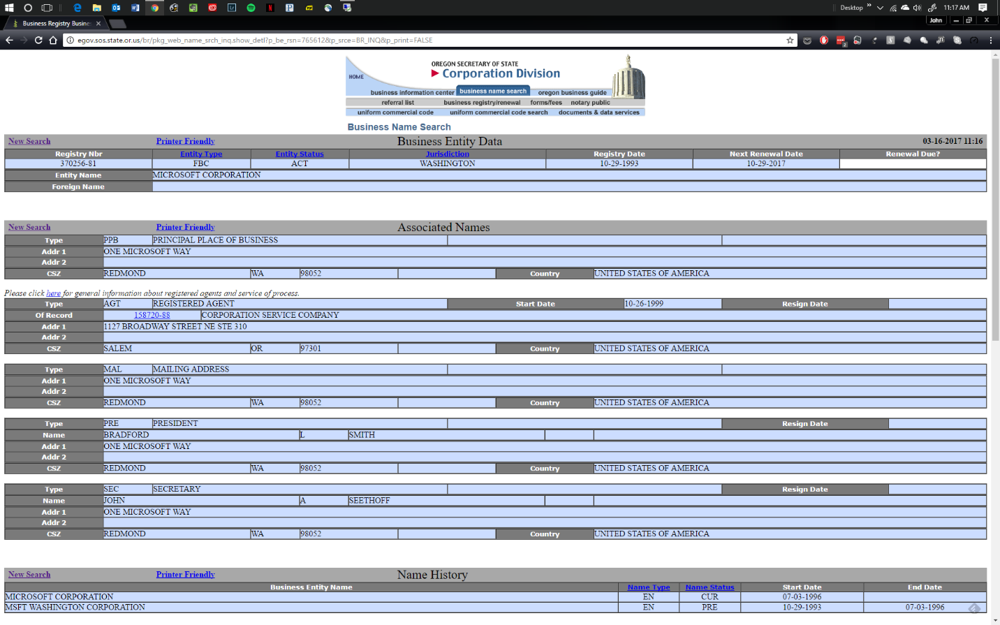 Desktop
11:17 AM
Business Registry Busines
John
egov.sos.state.or.us/br/pkg_web_name_srch_inq.show_detl?p_be_rsn=765612&p_srce=BR_INQ&p_print=FALSE
OREGON SECRETARY OF STATE
HOME
Corporation Division
business information center business name search oregon business guide
referral list business registry/renewal forms/fees notary public
uniform commercial code uniform commercial code search documents & data services
Business Name Search
New Search Printer Friendly Business Entity Data 03-16-2017 11:16
Registry Nbr Entity Type Entity Status Jurisdiction Registry Date Next Renewal Date Renewal Due?
370256-81 FBC ACT WASHINGTON 10-29-1993 10-29-2017
Entity Name MICROSOFT CORPORATION
Foreign Name
New Search Printer Friendly Associated Names
Type PPB PRINCIPAL PLACE OF BUSINESS
Addr 1 ONE MICROSOFT WAY
Addr 2
CSZ REDMOND WA 98052 Country UNITED STATES OF AMERICA
Please click here for general information about registered agents and service of process.
Type AGT REGISTERED AGENT Start Date 10-26-1999 Resign Date
Of Record 158720-88 CORPORATION SERVICE COMPANY
Addr 1 1127 BROADWAY STREET NE STE 310
Addr 2
CSZ SALEM OR 97301 Country UNITED STATES OF AMERICA
Type MAL MAILING ADDRESS
Addr 1 ONE MICROSOFT WAY
Addr 2
CSZ REDMOND WA 98052 Country UNITED STATES OF AMERICA
Type PRE PRESIDENT Resign Date
Name BRADFORD L SMITH
Addr 1 ONE MICROSOFT WAY
Addr 2
CSZ REDMOND WA 98052 Country UNITED STATES OF AMERICA
Type SEC SECRETARY Resign Date
Name JOHN A SEETHOFF
Addr 1 ONE MICROSOFT WAY
Addr 2
CSZ REDMOND WA 98052 Country UNITED STATES OF AMERICA
New Search Printer Friendly Name History
Business Entity Name Name Type Name Status Start Date End Date
MICROSOFT CORPORATION EN CUR 07-03-1996
MSFT WASHINGTON CORPORATION EN PRE 10-29-1993 07-03-1996